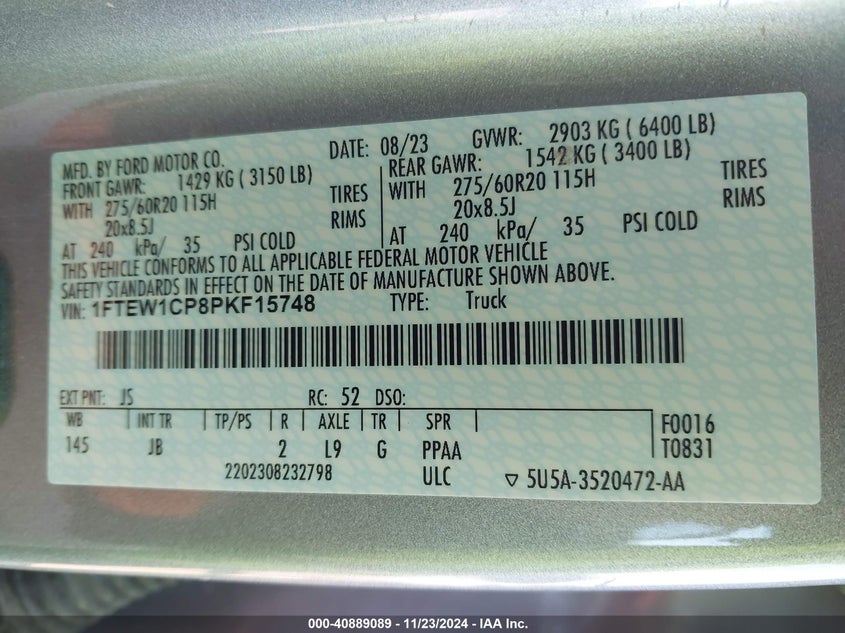 MFD. BY FORD MOTOR CO.
DATE: 08/23 GVWR: 2903 KG ( 6400 LB)
FRONT GAWR: 1429 KG ( 3150 LB)
WITH 275/60R20 115H TIRES
20x8.5J RIMS
AT 240 kPa/ 35 PSI COLD
REAR GAWR: 1542 KG ( 3400 LB)
WITH 275/60R20 115H TIRES
20x8.5J RIMS
AT 240 kPa/ 35 PSI COLD
THIS VEHICLE CONFORMS TO ALL APPLICABLE FEDERAL MOTOR VEHICLE
SAFETY STANDARDS IN EFFECT ON THE DATE OF MANUFACTURE SHOWN ABOVE.
VIN: 1FTEW1CP8PKF15748 TYPE: Truck
EXT PNT: JS RC: 52 DSO:
WB INT TR TP/PS R AXLE TR SPR
145 JB 2 L9 G PPAA
F0016
T0831
2202308232798 ULC ▽ 5U5A-3520472-AA
000-40889089 - 11/23/2024 - IAA Inc.